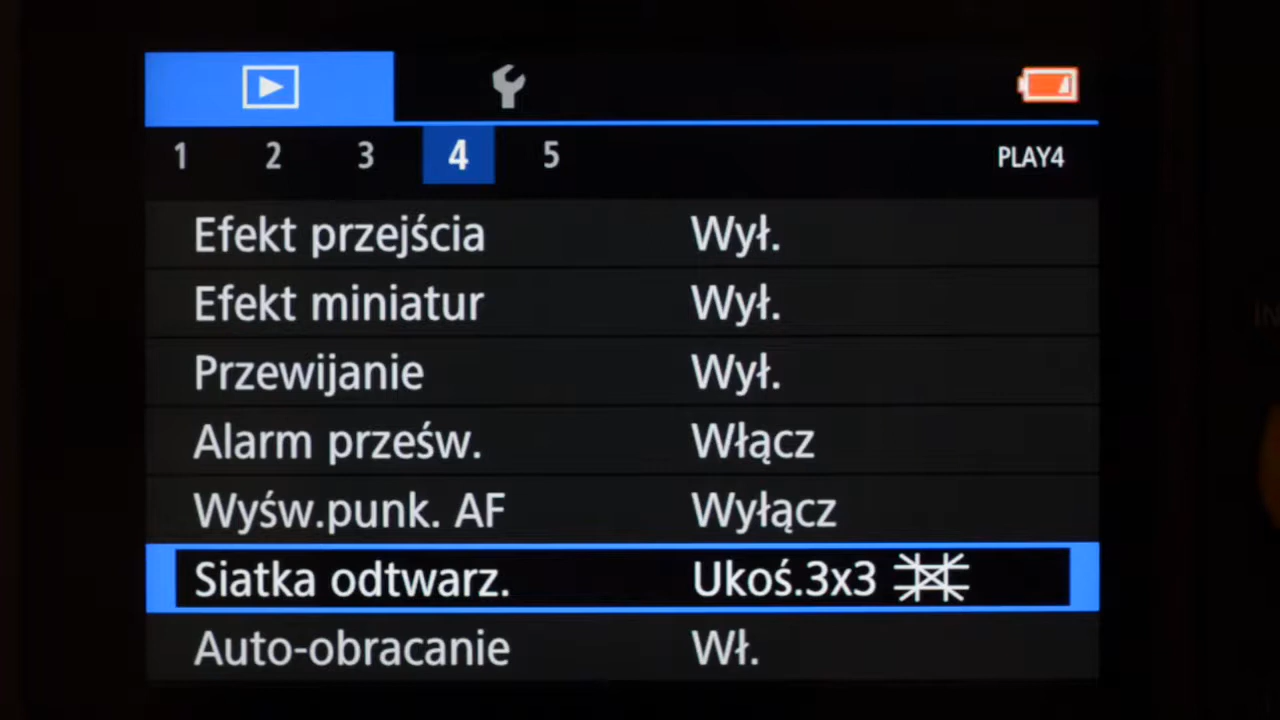 1 2 3 4 5 PLAY4
Efekt przejścia Wył.
Efekt miniatur Wył.
Przewijanie Wył.
Alarm prześw. Włącz
Wyśw.punk. AF Wyłącz
Siatka odtwarz. Ukoś.3x3
Auto-obracanie Wł.